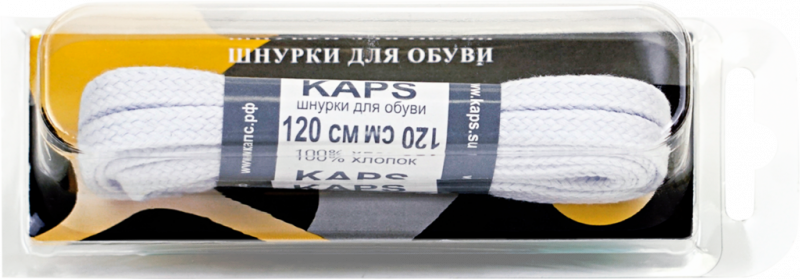 ШНУРКИ ДЛЯ ОБУВИ
KAPS
шнурки для обуви
120 см 120 см
100% хлопок
KAPS
www.капс.рф
www.kaps.su